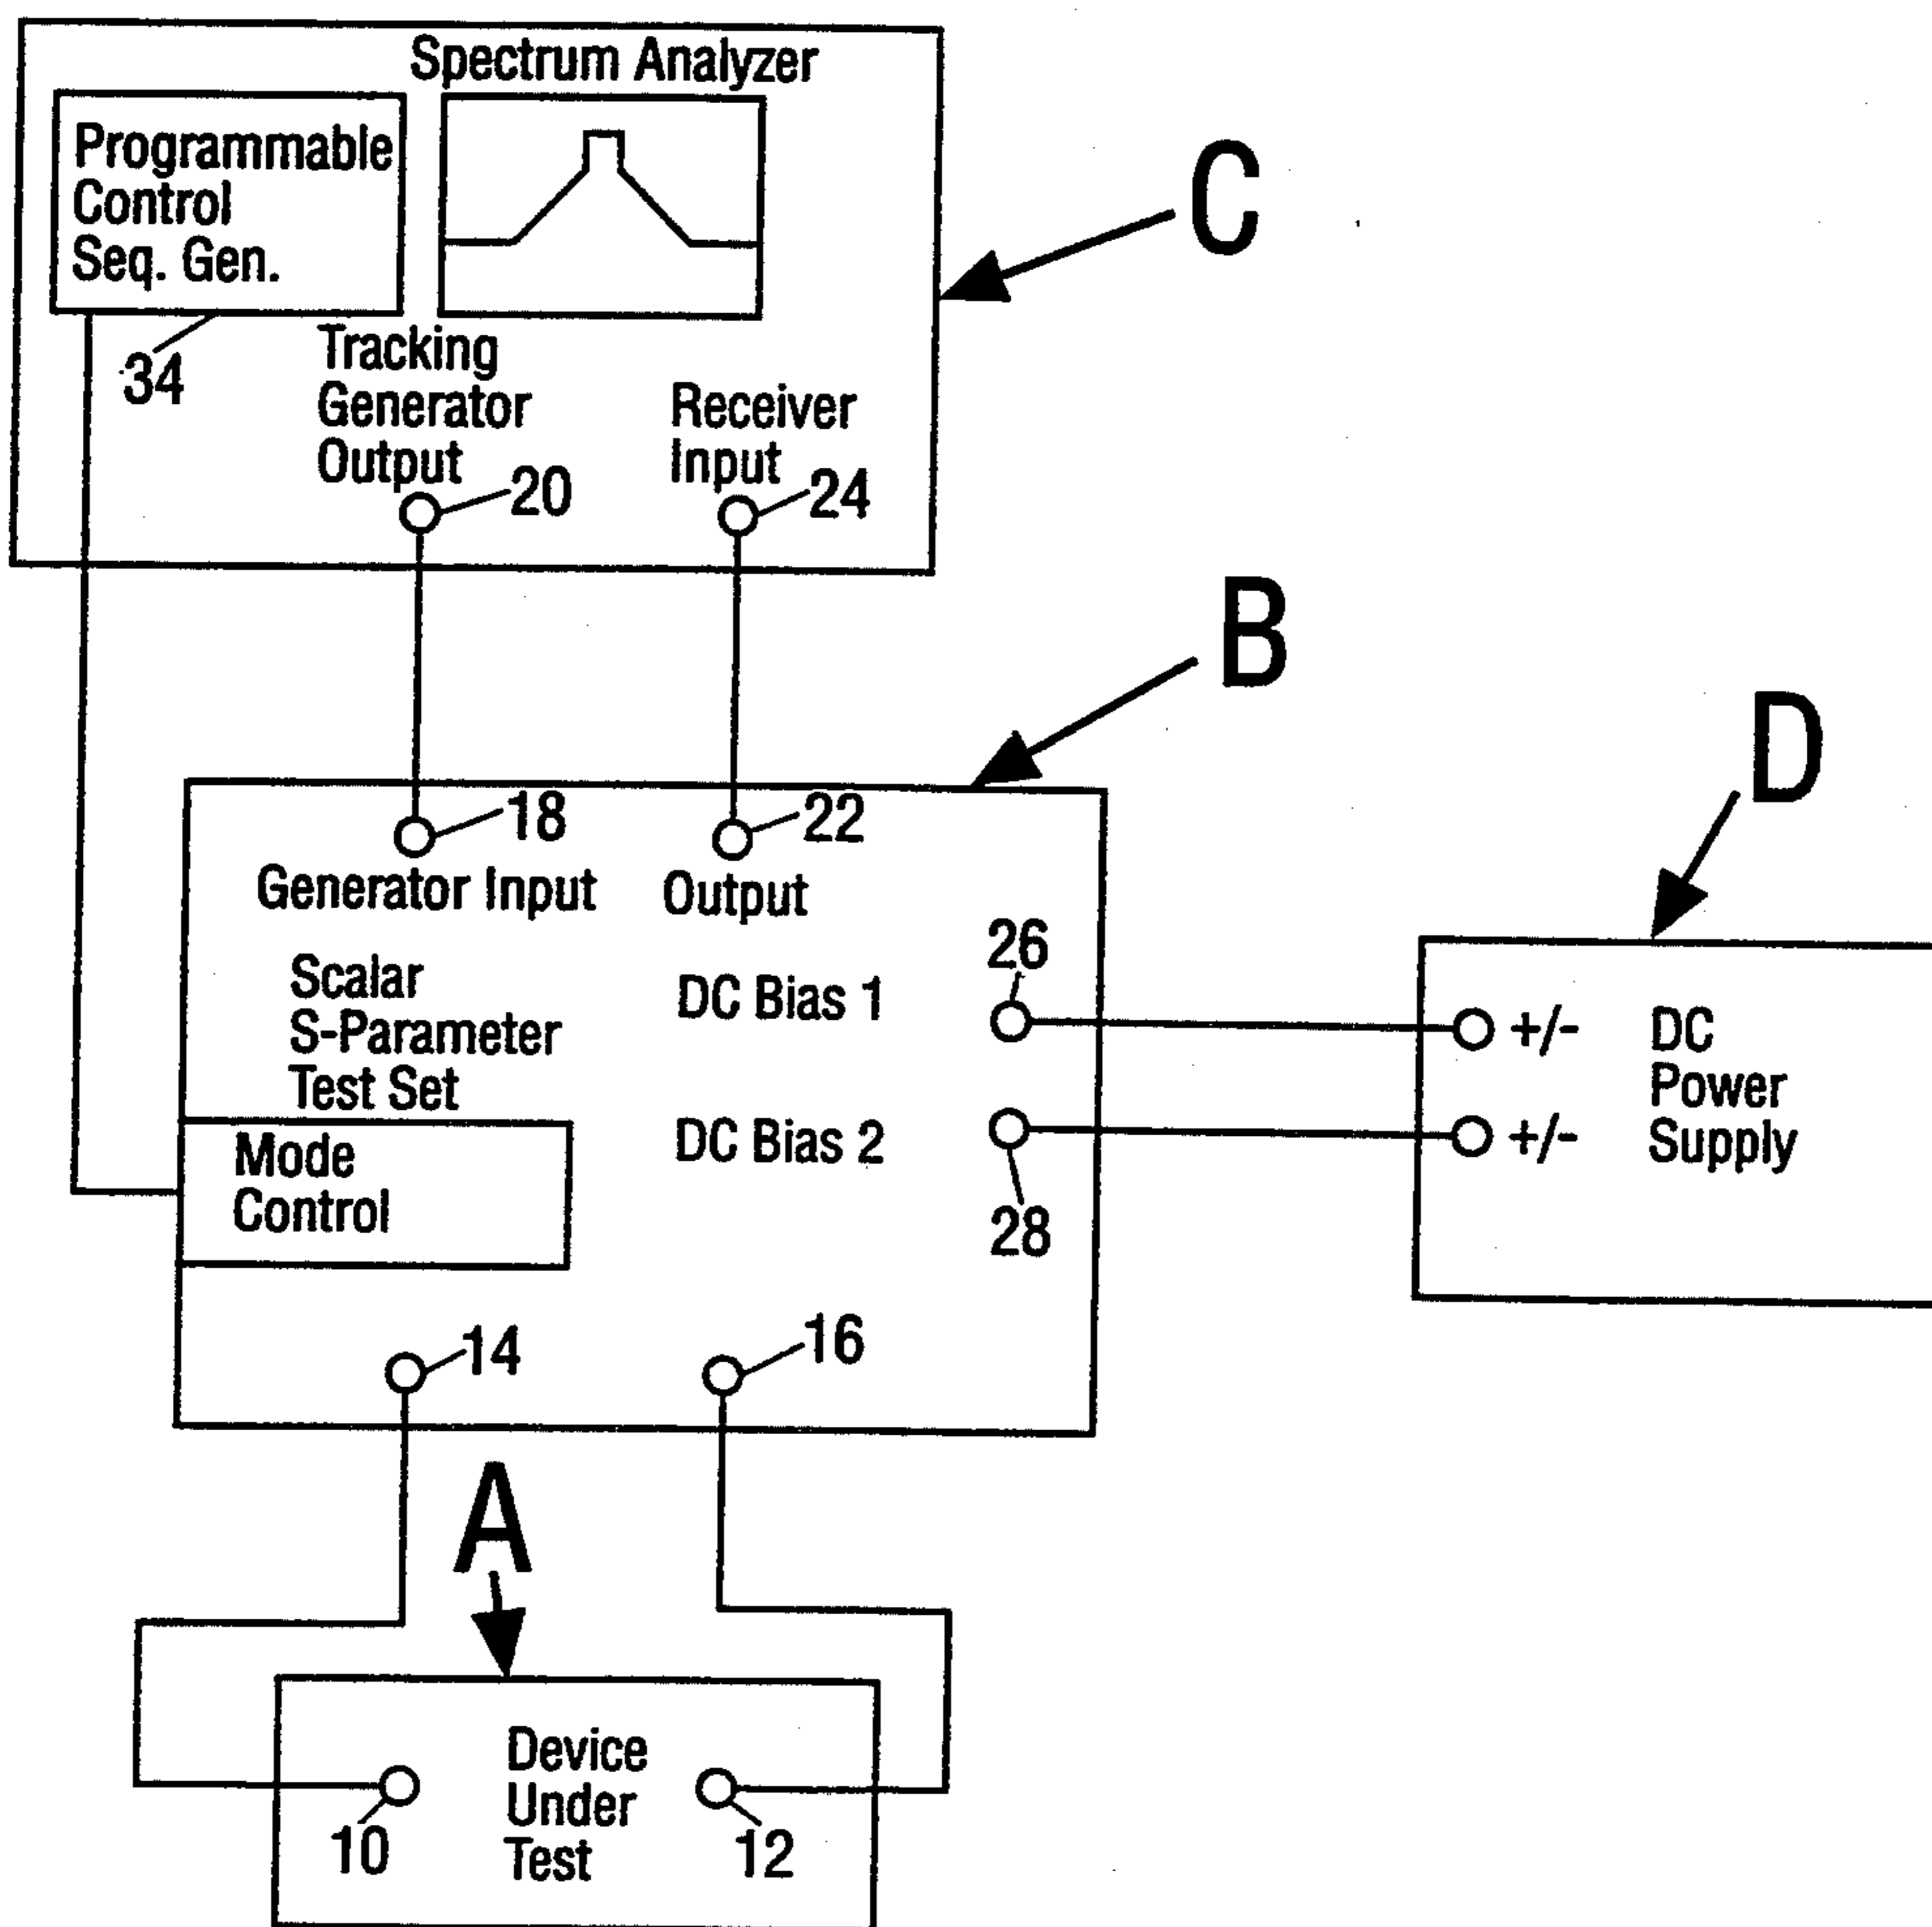 Spectrum Analyzer
Programmable
Control
Seq. Gen.
34
Tracking
Generator
Output
20
Receiver
Input
24
C
B
D
18
22
Generator Input
Output
26
Scalar
S-Parameter
Test Set
DC Bias 1
DC Bias 2
28
+/-
+/-
DC
Power
Supply
Mode
Control
14
16
A
Device
Under
Test
10
12